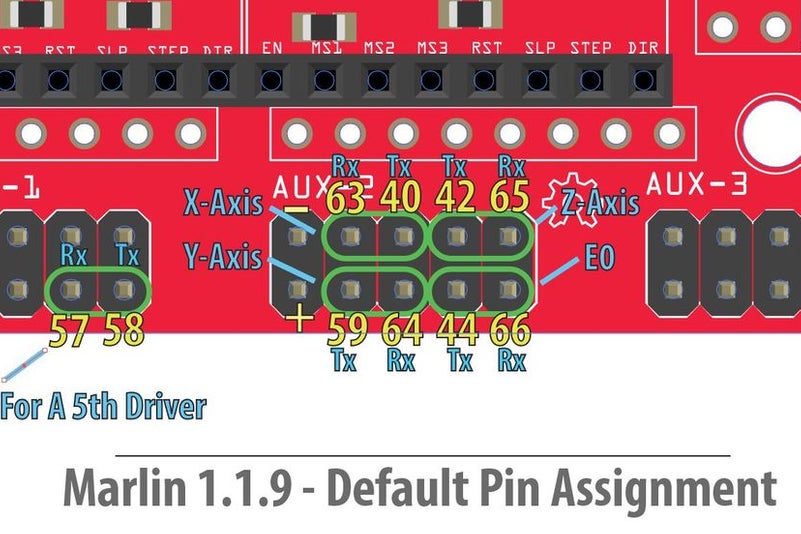 S3 RST SLP STEP DIR EN MS1 MS2 MS3 RST SLP STEP DIR
Rx Tx Tx Rx
-1 AUX-2 AUX-3
X-Axis - 63 40 42 65 Z-Axis
Rx Tx Y-Axis E0
57 58 + 59 64 44 66
Tx Rx Tx Rx
For A 5th Driver
Marlin 1.1.9 - Default Pin Assignment